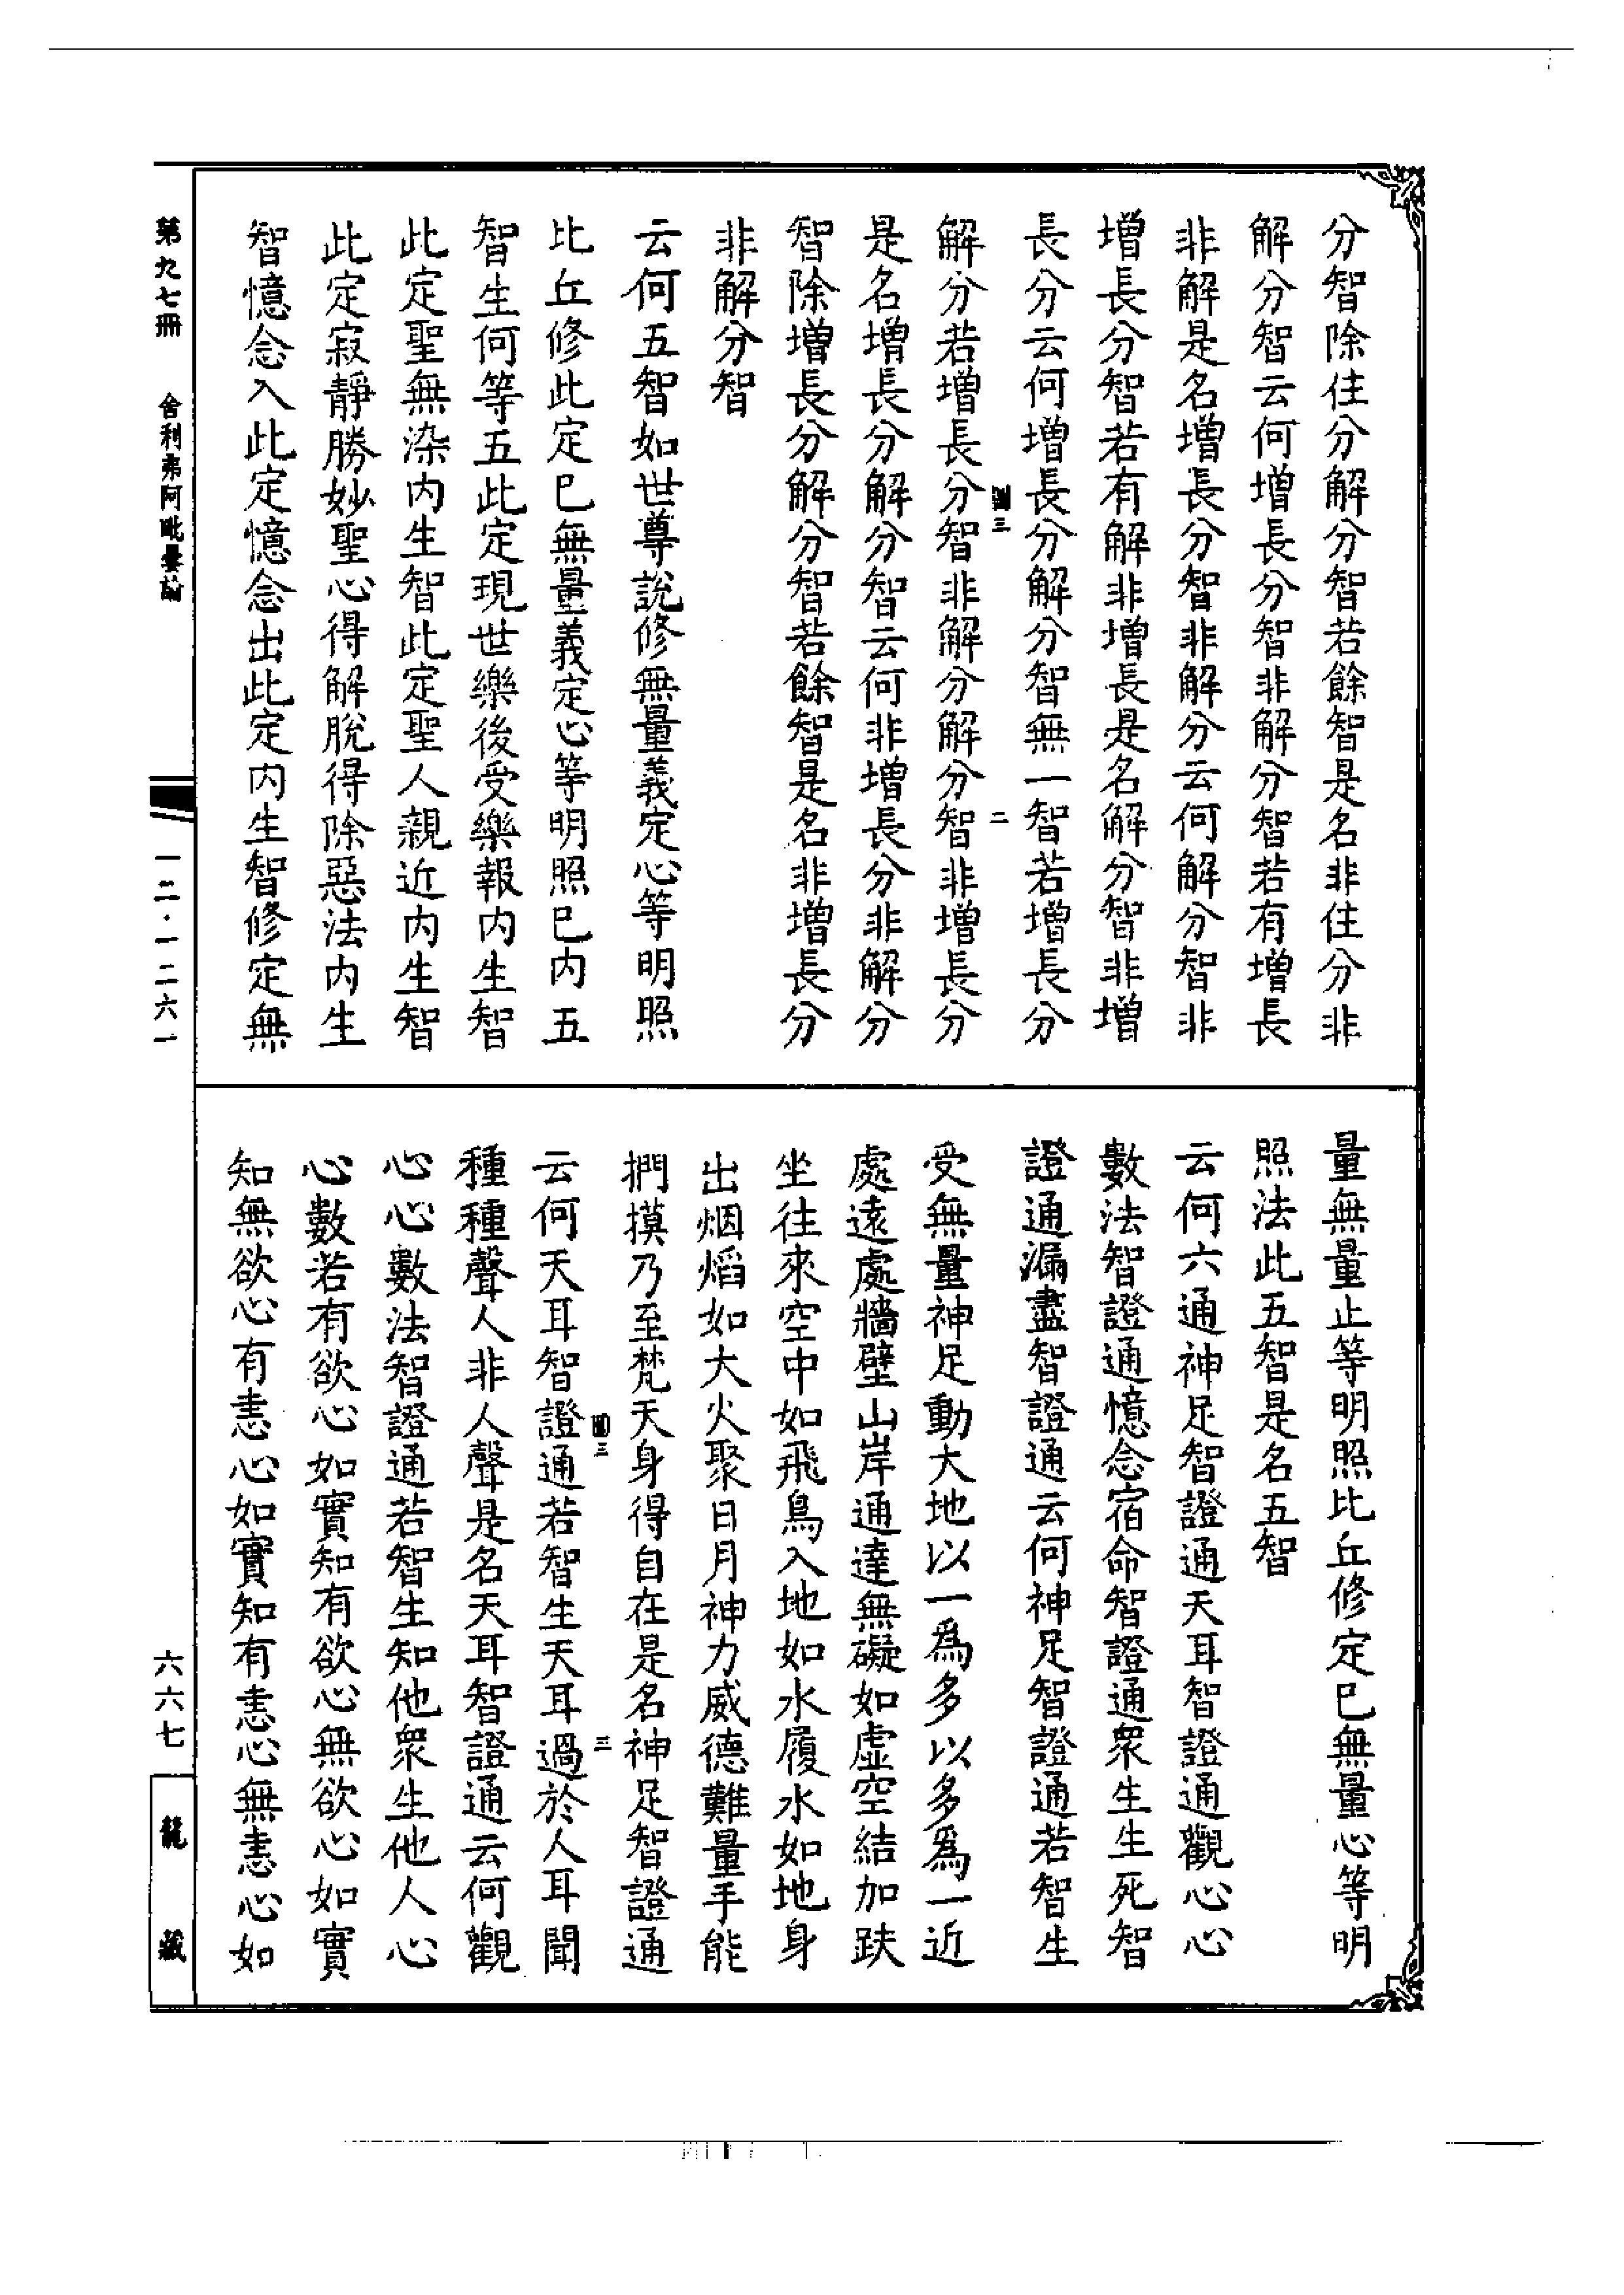 分智除住分解分智若餘智是名非住分非
解分智云何增長分智非解分智若有增長
非解是名增長分智非解分云何解分智非
增長分智若有解非增長是名解分智非增
長分云何增長分解分智無一智若增長分
解分若增長分智非解分解分智非增長分
是名增長分解分智云何非增長分非解分
智除增長分解分智若餘智是名非增長分
非解分智
云何五智如世尊說修無量義定心等明照
比丘修此定已無量義定心等明照已內五
智生何等五此定現世樂後受樂報內生智
此定聖無染內生智此定聖人親近內生智
此定寂靜勝妙聖心得解脫得除惡法內生
智憶念入此定憶念出此定內生智修定無
量無量止等明照比丘修定已無量心等明
照法此五智是名五智
云何六通神足智證通天耳智證通觀心心
數法智證通憶念宿命智證通衆生生死智
證通漏盡智證通云何神足智證通若智生
受無量神足動大地以一爲多以多爲一近
處遠處牆壁山岸通達無礙如虛空結加趺
坐往來空中如飛鳥入地如水履水如地身
出烟焰如大火聚日月神力威德難量手能
捫摸乃至梵天身得自在是名神足智證通
云何天耳智證通若智生天耳過於人耳聞
種種聲人非人聲是名天耳智證通云何觀
心心數法智證通若智生知他衆生他人心
心數若有欲心如實知有欲心無欲心如實
知無欲心有恚心如實知有恚心無恚心如
三
二
三
三
第九七冊
舍利弗阿毗曇論
一二·一二六一
六六七
龍藏